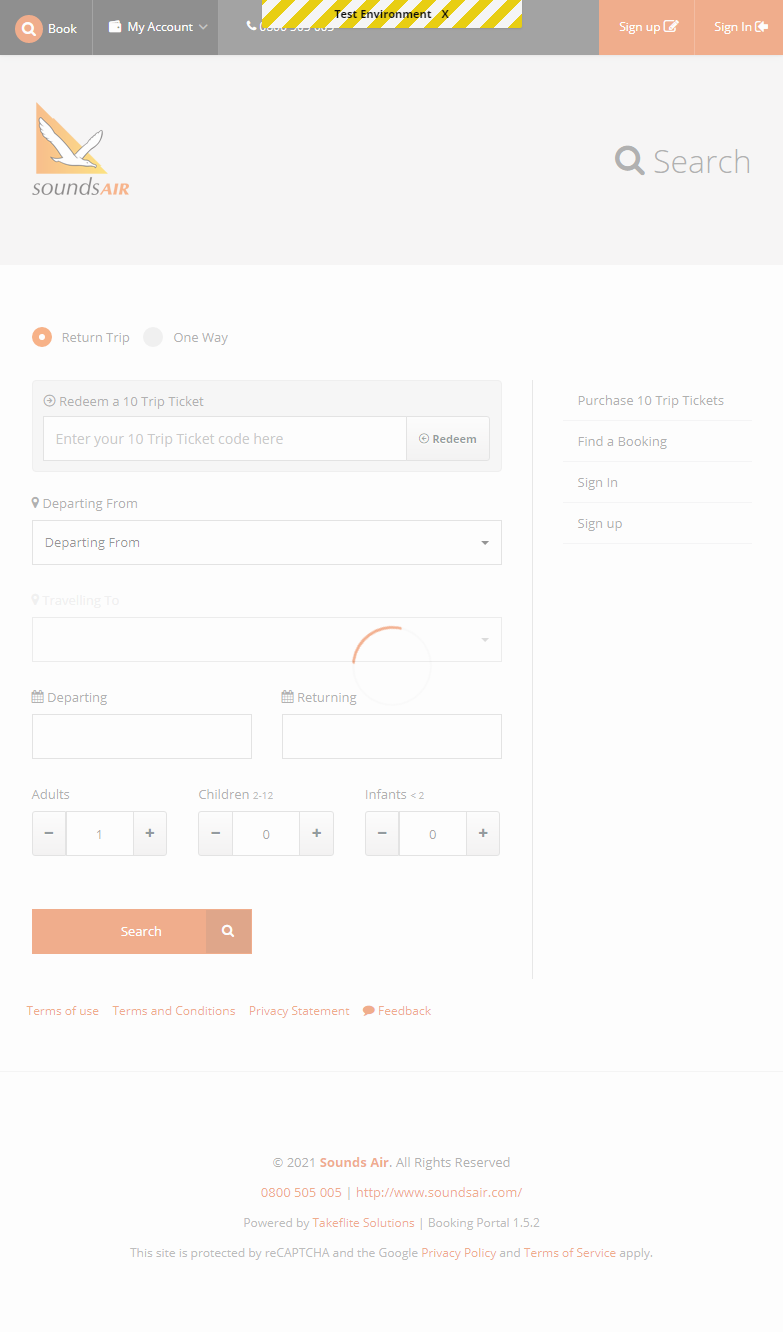 Book
My Account
Test Environment X
Sign up
Sign In
soundsAIR
Search
Return Trip
One Way
Redeem a 10 Trip Ticket
Enter your 10 Trip Ticket code here
Redeem
Departing From
Departing From
Travelling To
Departing
Returning
Adults
Children 2-12
Infants < 2
- 1 +
- 0 +
- 0 +
Search
Purchase 10 Trip Tickets
Find a Booking
Sign In
Sign up
Terms of use
Terms and Conditions
Privacy Statement
Feedback
© 2021 Sounds Air. All Rights Reserved
0800 505 005 | http://www.soundsair.com/
Powered by Takeflite Solutions | Booking Portal 1.5.2
This site is protected by reCAPTCHA and the Google Privacy Policy and Terms of Service apply.